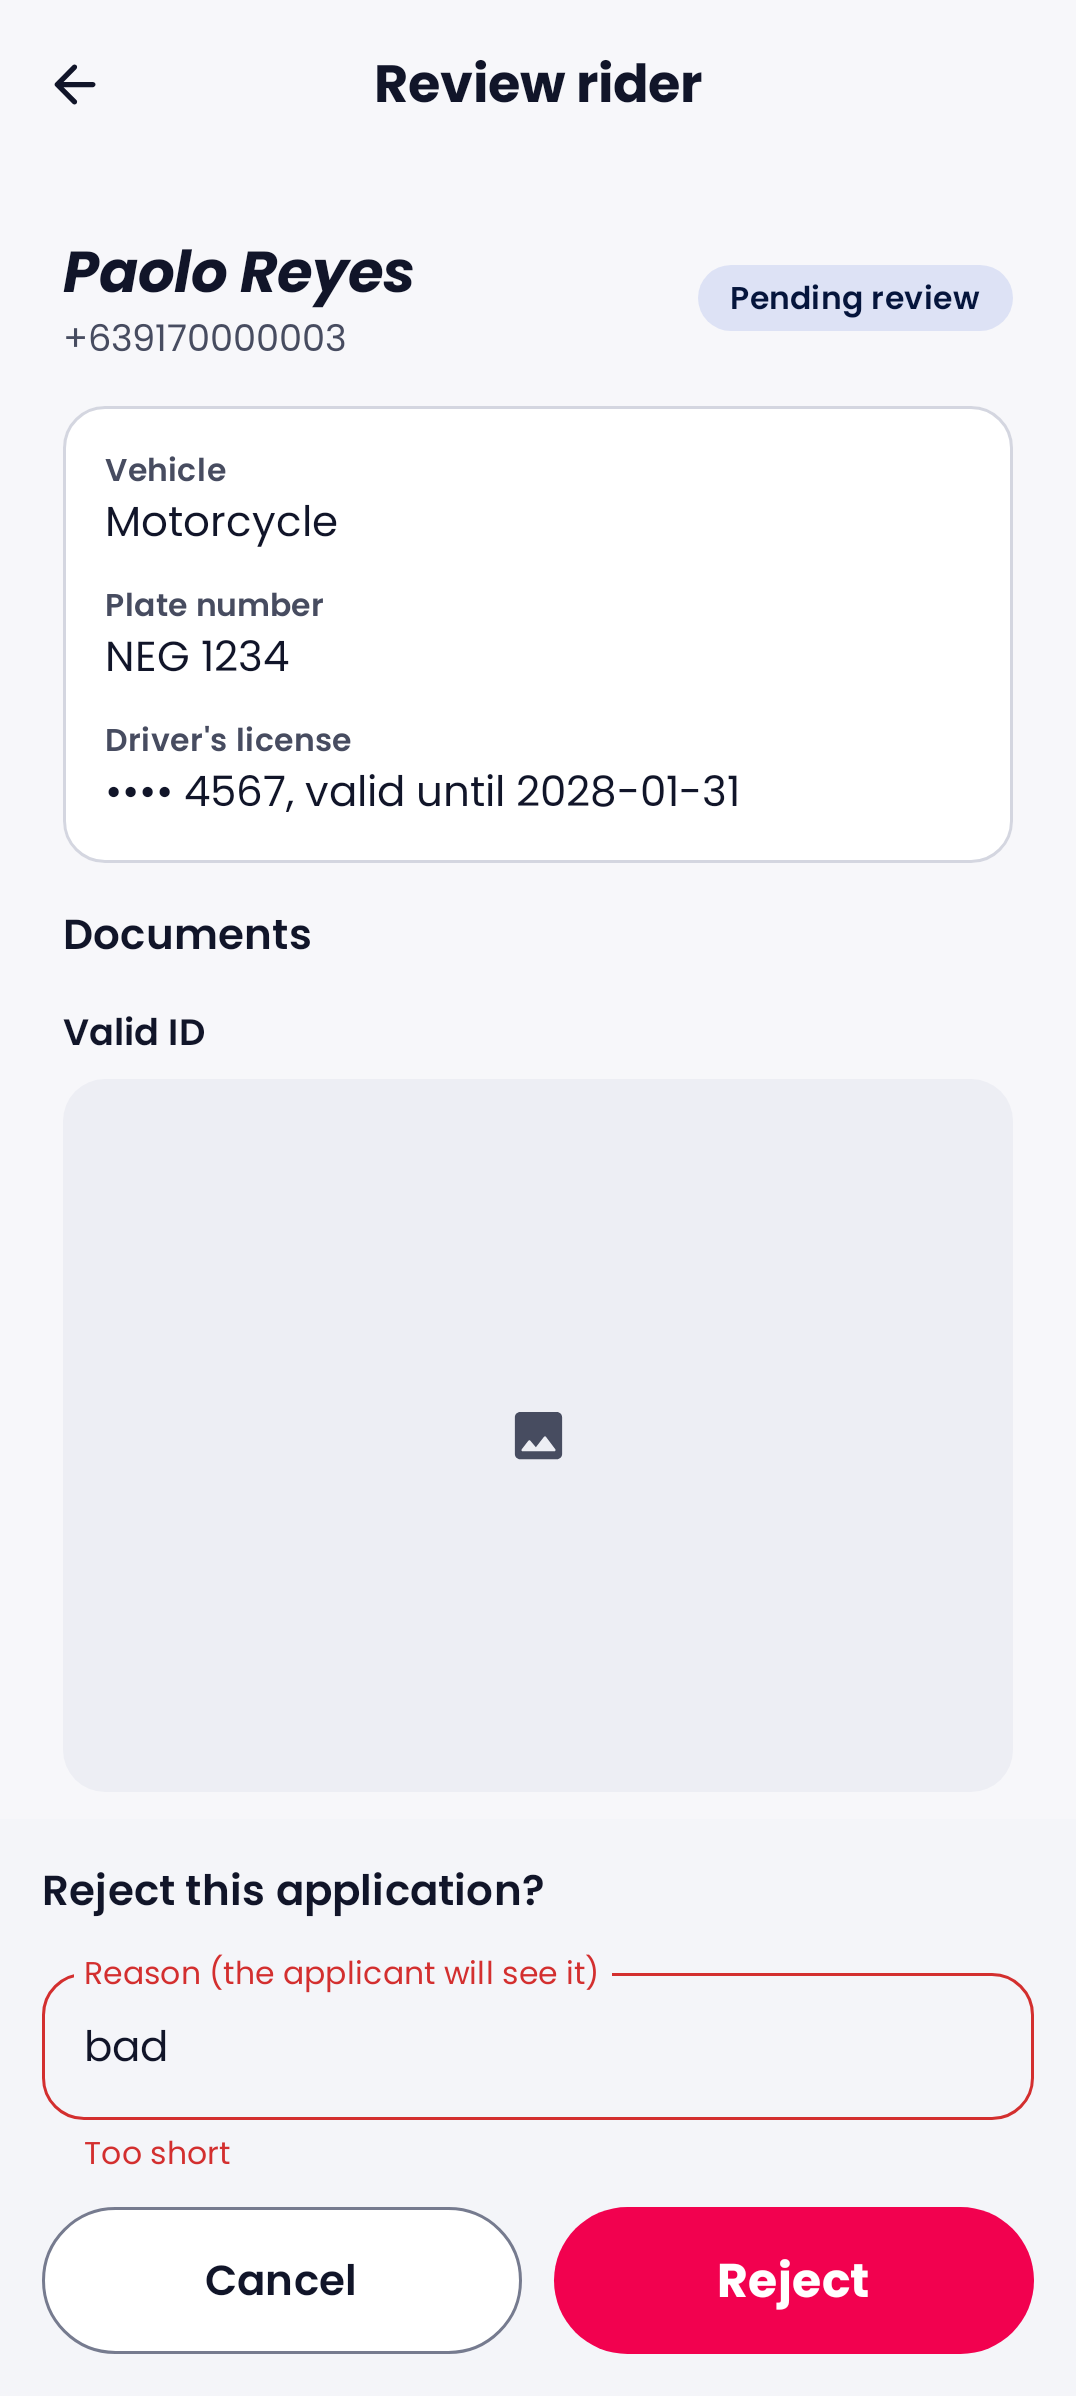 Review rider
Paolo Reyes
+639170000003
Pending review
Vehicle
Motorcycle
Plate number
NEG 1234
Driver's license
•••• 4567, valid until 2028-01-31
Documents
Valid ID
Reject this application?
Reason (the applicant will see it)
bad
Too short
Cancel
Reject